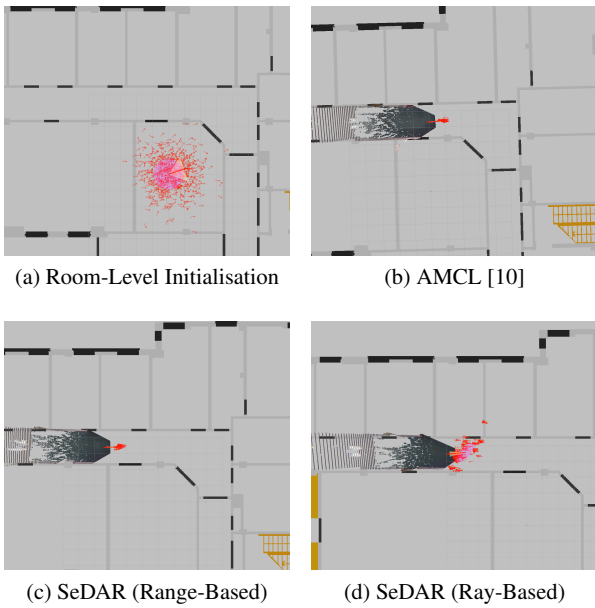 (a) Room-Level Initialisation
(b) AMCL [10]
(c) SeDAR (Range-Based)
(d) SeDAR (Ray-Based)